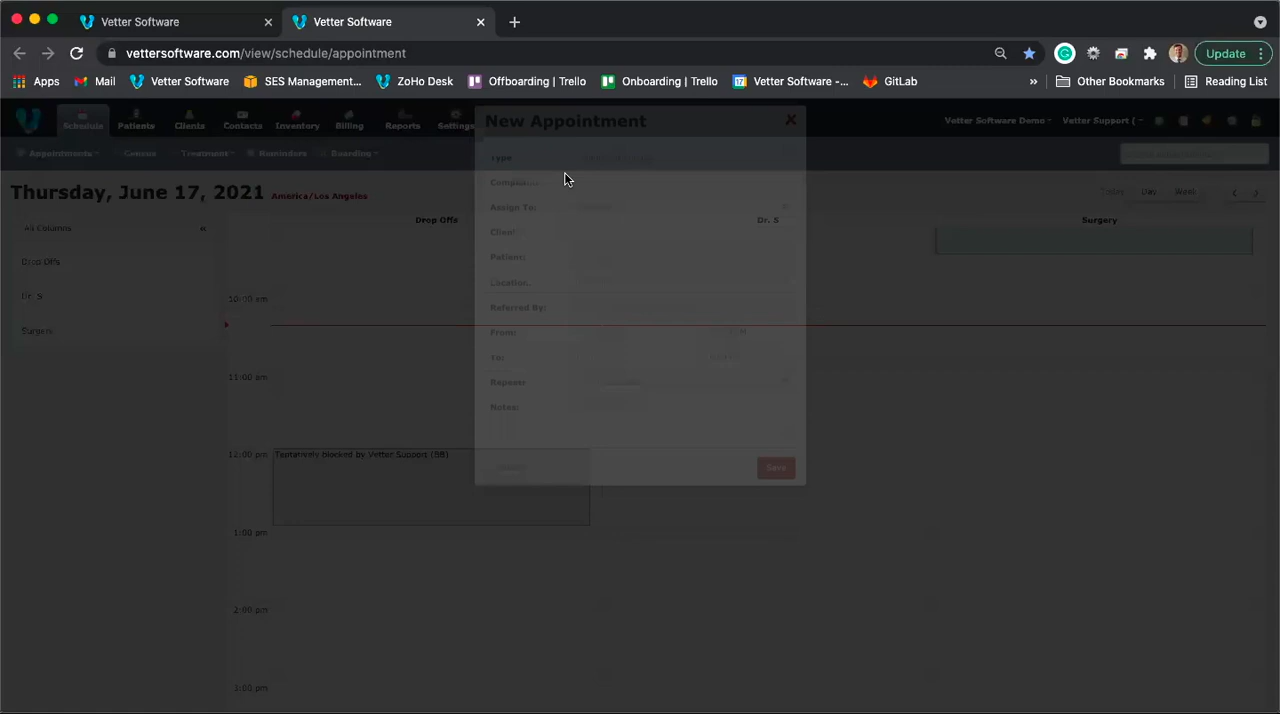 Vetter Software
Vetter Software
vettersoftware.com/view/schedule/appointment
Update
Apps
Mail
Vetter Software
SES Management...
ZoHo Desk
Offboarding | Trello
Onboarding | Trello
Vetter Software -...
GitLab
»
Other Bookmarks
Reading List
Schedule
Patients
Clients
Contacts
Inventory
Billing
Reports
Settings
New Appointment
X
Vetter Software Demo
Vetter Support (
Appointments
Census
Treatment
Reminders
Boarding
Type
Thursday, June 17, 2021
America/Los Angeles
Today
Day
Week
Assign To:
All Columns
«
Drop Offs
Dr. S
Surgery
Client
Patient:
Drop Offs
Location:
Dr. S
10:00 am
Referred By:
Surgery
From:
To:
11:00 am
Repeat:
Notes:
12:00 pm
Tentatively blocked by Vetter Support (SB)
Save
1:00 pm
2:00 pm
3:00 pm